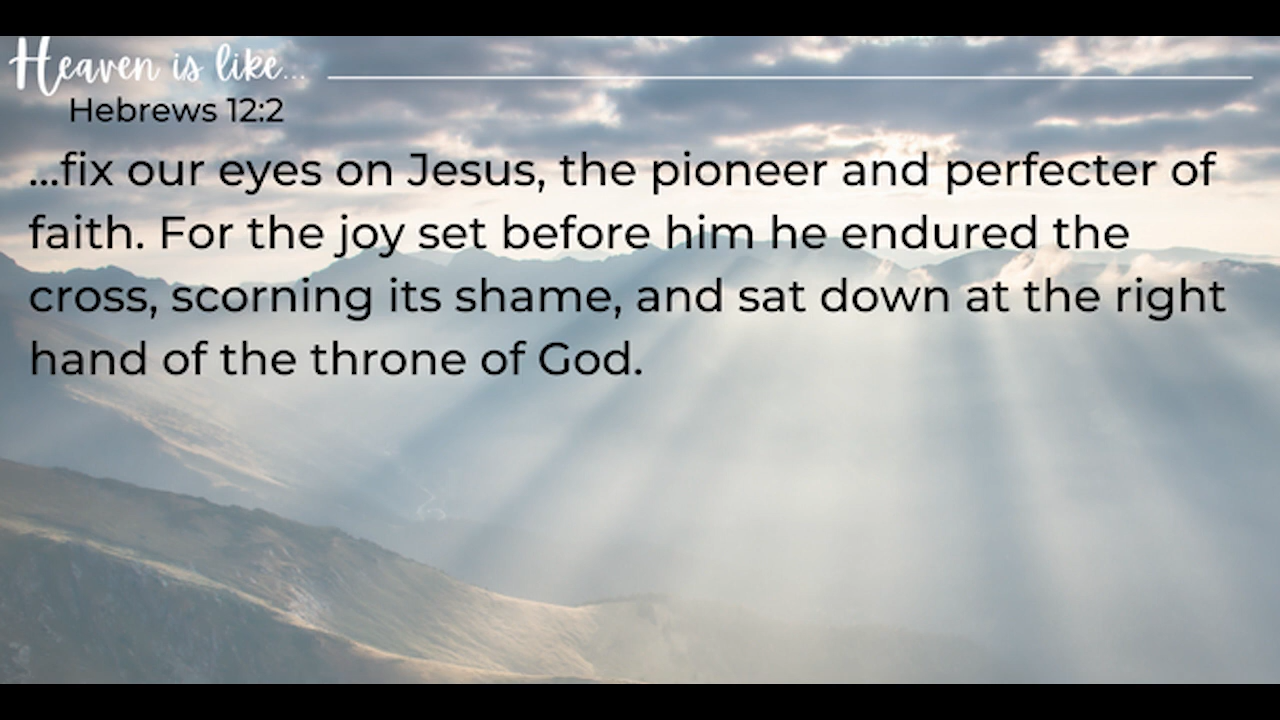 Heaven is like...
Hebrews 12:2
...fix our eyes on Jesus, the pioneer and perfecter of
faith. For the joy set before him he endured the
cross, scorning its shame, and sat down at the right
hand of the throne of God.